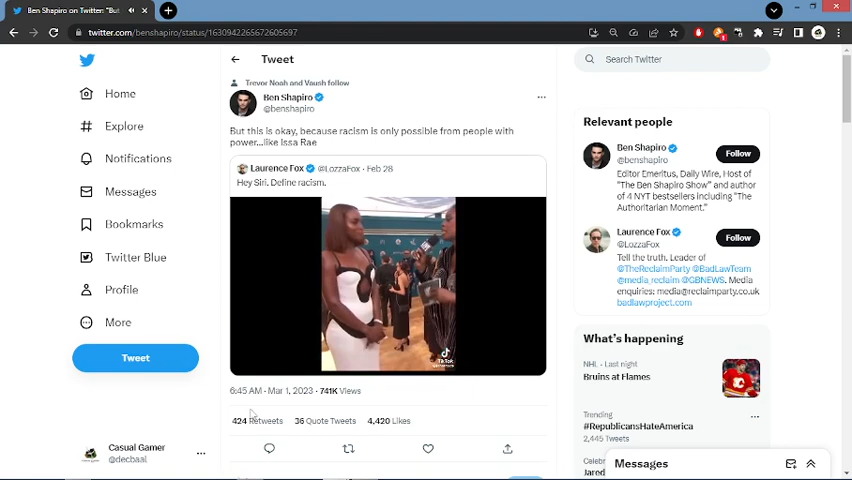 Ben Shapiro on Twitter: "But
twitter.com/benshapiro/status/1630942265672605697
Home
Explore
Notifications
Messages
Bookmarks
Twitter Blue
Profile
More
Tweet
Casual Gamer
@decbaal
Tweet
Trevor Noah and Vaush follow
Ben Shapiro
@benshapiro
But this is okay, because racism is only possible from people with
power...like Issa Rae
Laurence Fox @LozzaFox · Feb 28
Hey Siri. Define racism.
TikTok
6:45 AM · Mar 1, 2023 · 741K Views
424 Retweets 36 Quote Tweets 4,420 Likes
Search Twitter
Relevant people
Ben Shapiro
@benshapiro
Follow
Editor Emeritus, Daily Wire, Host of
"The Ben Shapiro Show" and author
of 4 NYT bestsellers including "The
Authoritarian Moment."
Laurence Fox
@LozzaFox
Follow
Tell the truth. Leader of
@TheReclaimParty @BadLawTeam
@media_reclaim @GBNEWS. Media
enquiries: media@reclaimparty.co.uk
badlawproject.com
What's happening
NHL · Last night
Bruins at Flames
Trending
#RepublicansHateAmerica
2,445 Tweets
Celebr
Jared
Messages